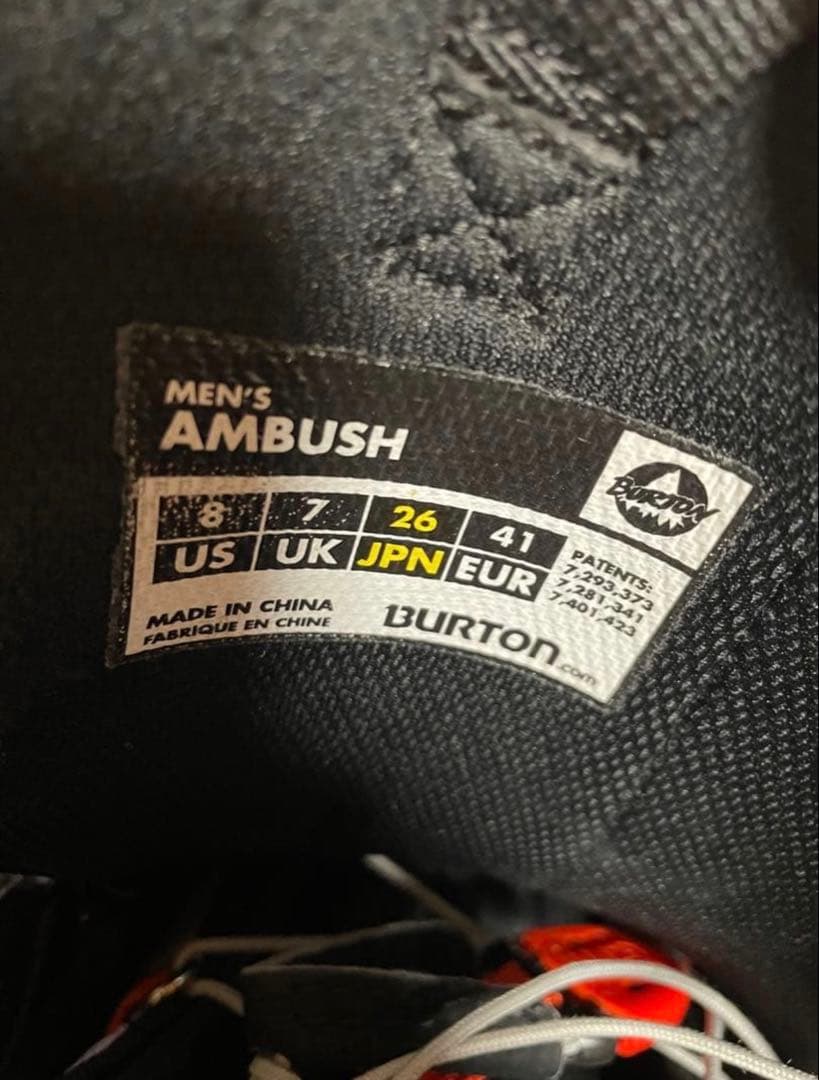 MEN'S
AMBUSH
BURTON
8 7 26 41
US UK JPN EUR
PATENTS:
7,293,373
7,281,341
7,401,423
MADE IN CHINA
FABRIQUE EN CHINE
BURTON.com